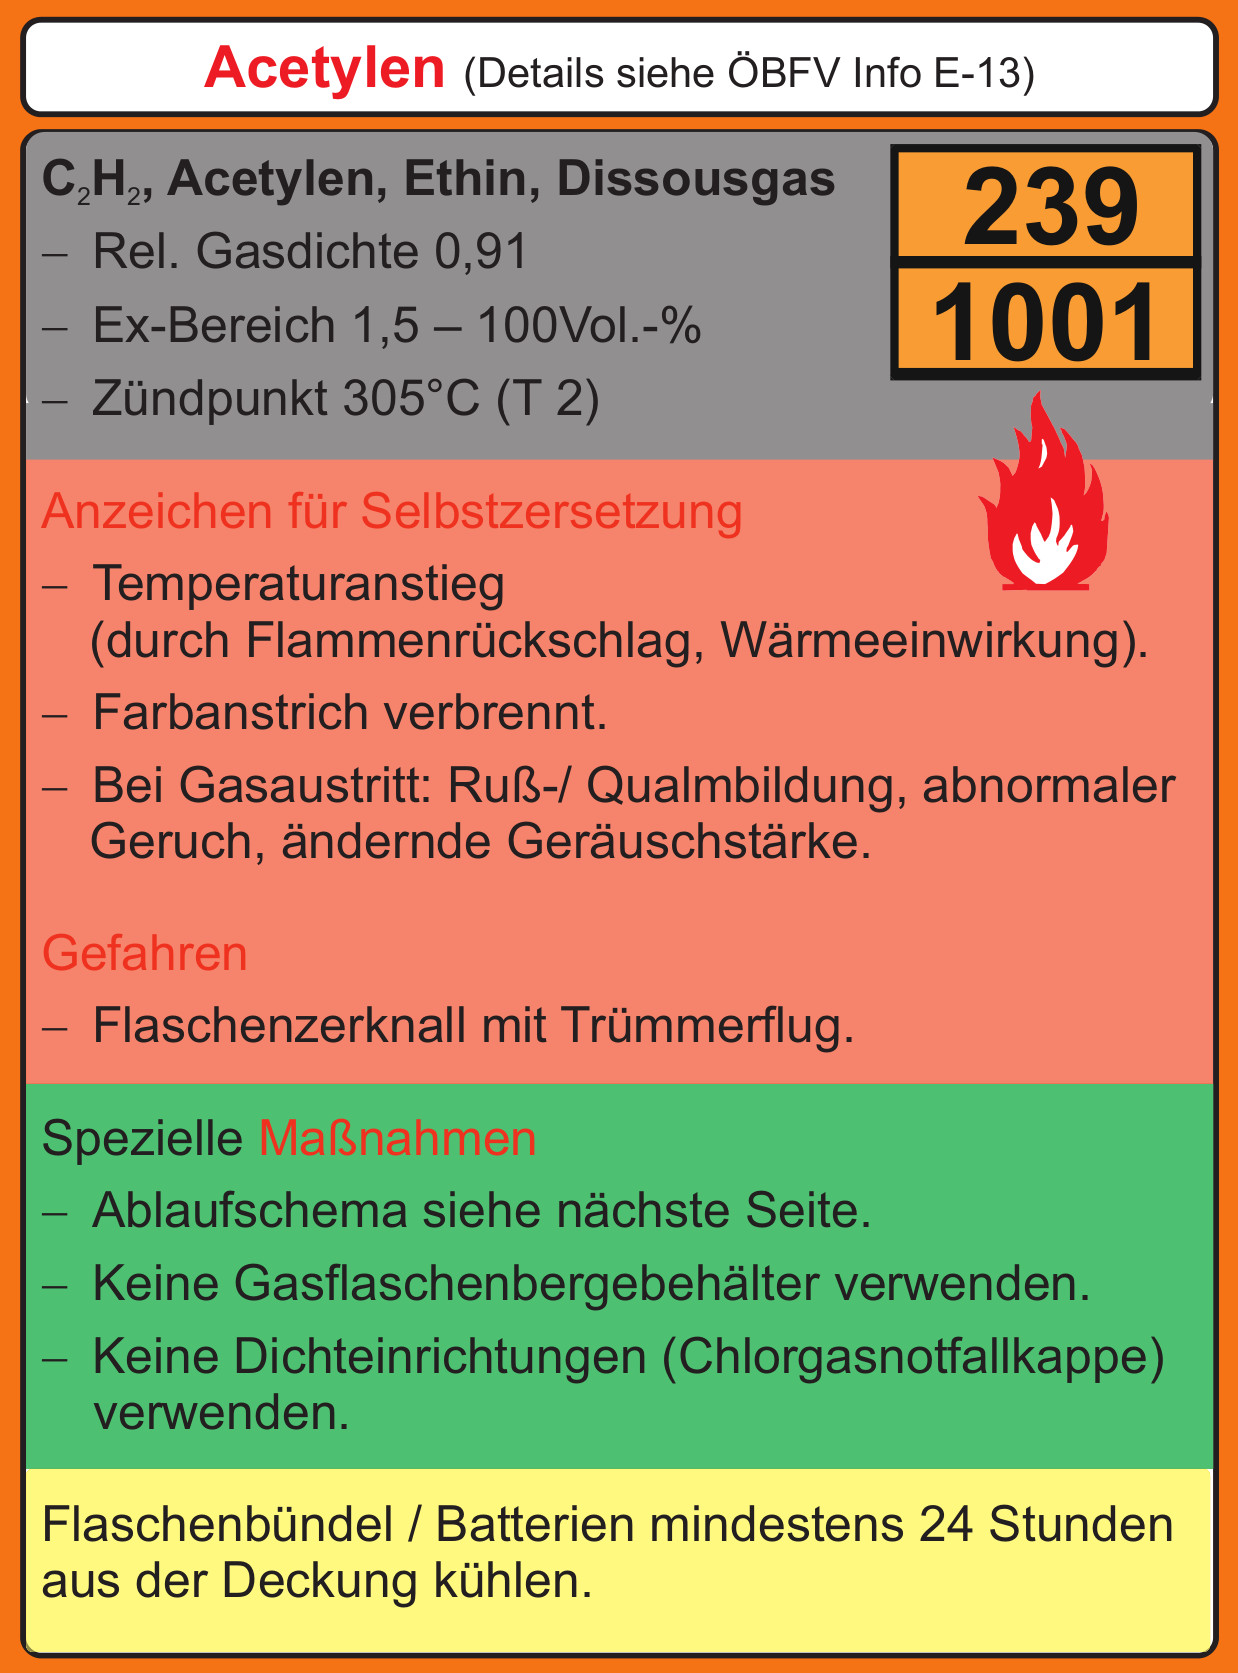 Acetylen (Details siehe ÖBFV Info E-13)
C₂H₂, Acetylen, Ethin, Dissousgas
239
– Rel. Gasdichte 0,91
– Ex-Bereich 1,5 – 100Vol.-%
1001
– Zündpunkt 305°C (T 2)
Anzeichen für Selbstzersetzung
– Temperaturanstieg
(durch Flammenrückschlag, Wärmeeinwirkung).
– Farbanstrich verbrennt.
– Bei Gasaustritt: Ruß-/ Qualmbildung, abnormaler
Geruch, ändernde Geräuschstärke.
Gefahren
– Flaschenzerknall mit Trümmerflug.
Spezielle Maßnahmen
– Ablaufschema siehe nächste Seite.
– Keine Gasflaschenbergebehälter verwenden.
– Keine Dichteinrichtungen (Chlorgasnotfallkappe)
verwenden.
Flaschenbündel / Batterien mindestens 24 Stunden
aus der Deckung kühlen.